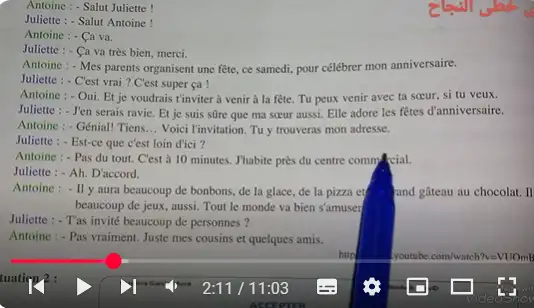 ي خطى النجاح
Antoine : - Salut Juliette !
Juliette : - Salut Antoine !
Antoine : - Ça va.
Juliette : - Ça va très bien, merci.
Antoine : - Mes parents organisent une fête, ce samedi, pour célébrer mon anniversaire.
Juliette : - C'est vrai ? C'est super ça !
Antoine : - Oui. Et je voudrais t'inviter à venir à la fête. Tu peux venir avec ta sœur, si tu veux.
Juliette : - J'en serais ravie. Et je suis sûre que ma sœur aussi. Elle adore les fêtes d'anniversaire.
Antoine : - Génial! Tiens... Voici l'invitation. Tu y trouveras mon adresse.
Juliette : - Est-ce que c'est loin d'ici ?
Antoine : - Pas du tout. C'est à 10 minutes. J'habite près du centre commercial.
Juliette : - Ah. D'accord.
Antoine : - Il y aura beaucoup de bonbons, de la glace, de la pizza et and gâteau au chocolat. Il
beaucoup de jeux, aussi. Tout le monde va bien s'amuser
Juliette : - T'as invité beaucoup de personnes ?
Antoine : - Pas vraiment. Juste mes cousins et quelques amis.
http youtube.com/watch?v=VUOmB
tuation 2 :
2:11 / 11:03
ACCEPTER
VideoShow